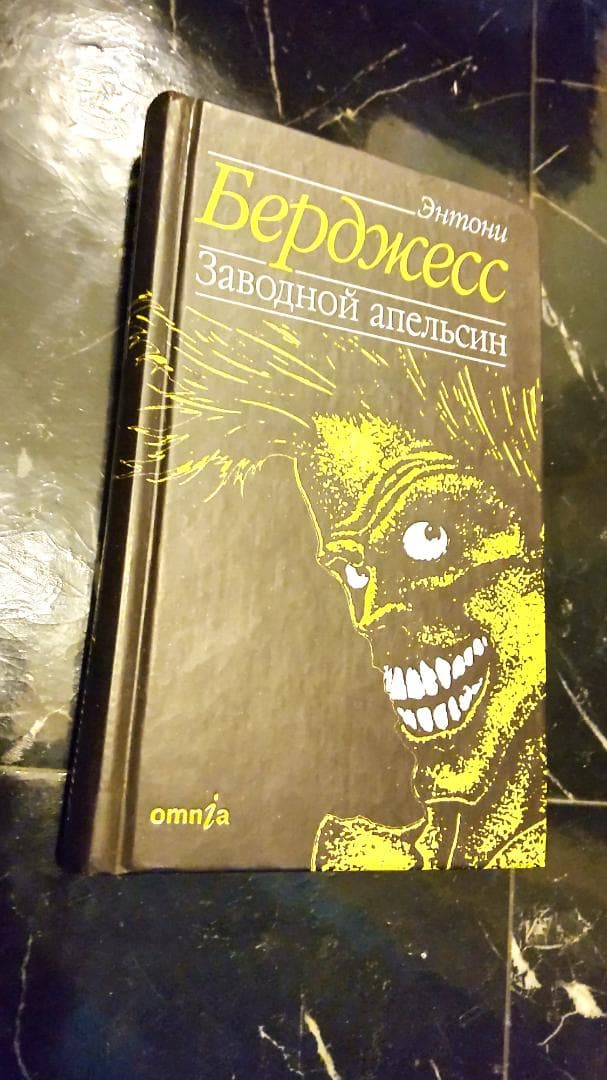 Энтони
Берджесс
Заводной апельсин
omnia